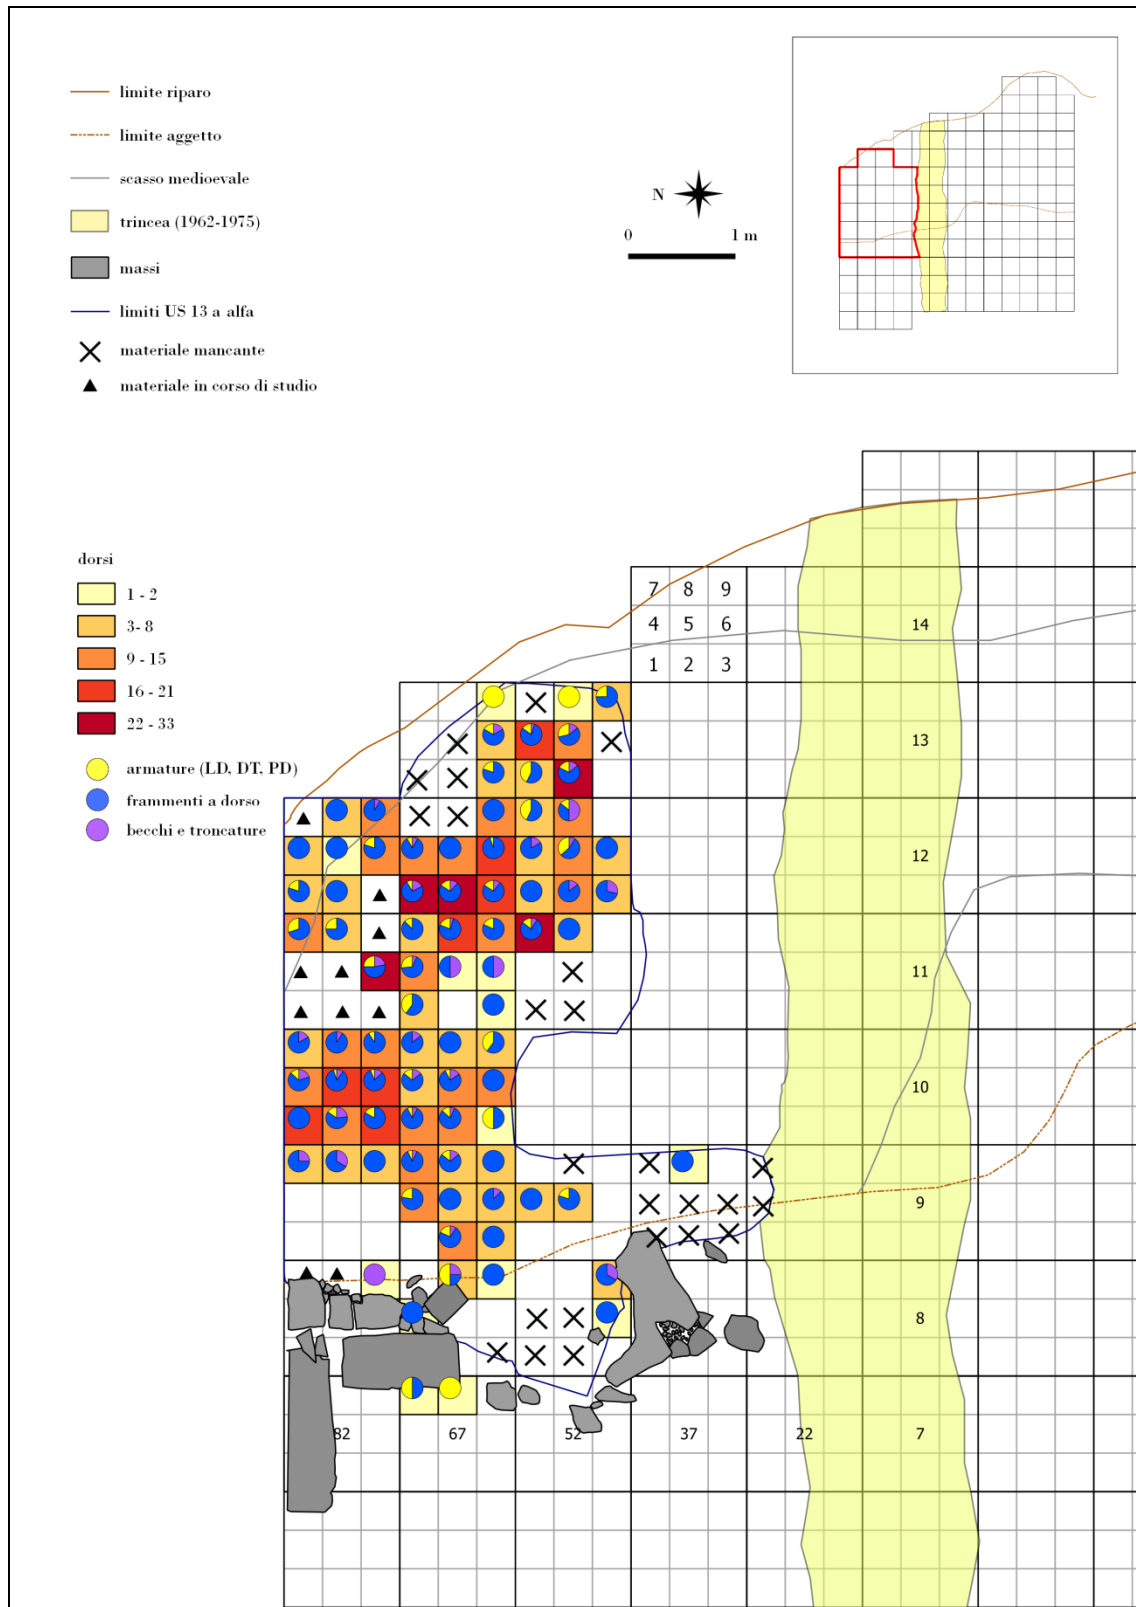 limite riparo
limite aggetto
scasso medioevale
trincea (1962-1975)
massi
limiti US 13 a alfa
materiale mancante
materiale in corso di studio
N
0 1 m
dorsi
1 - 2
3- 8
9 - 15
16 - 21
22 - 33
armature (LD, DT, PD)
frammenti a dorso
becchi e troncature
7 8 9
4 5 6 14
1 2 3
13
12
11
10
9
8
82 67 52 37 22 7